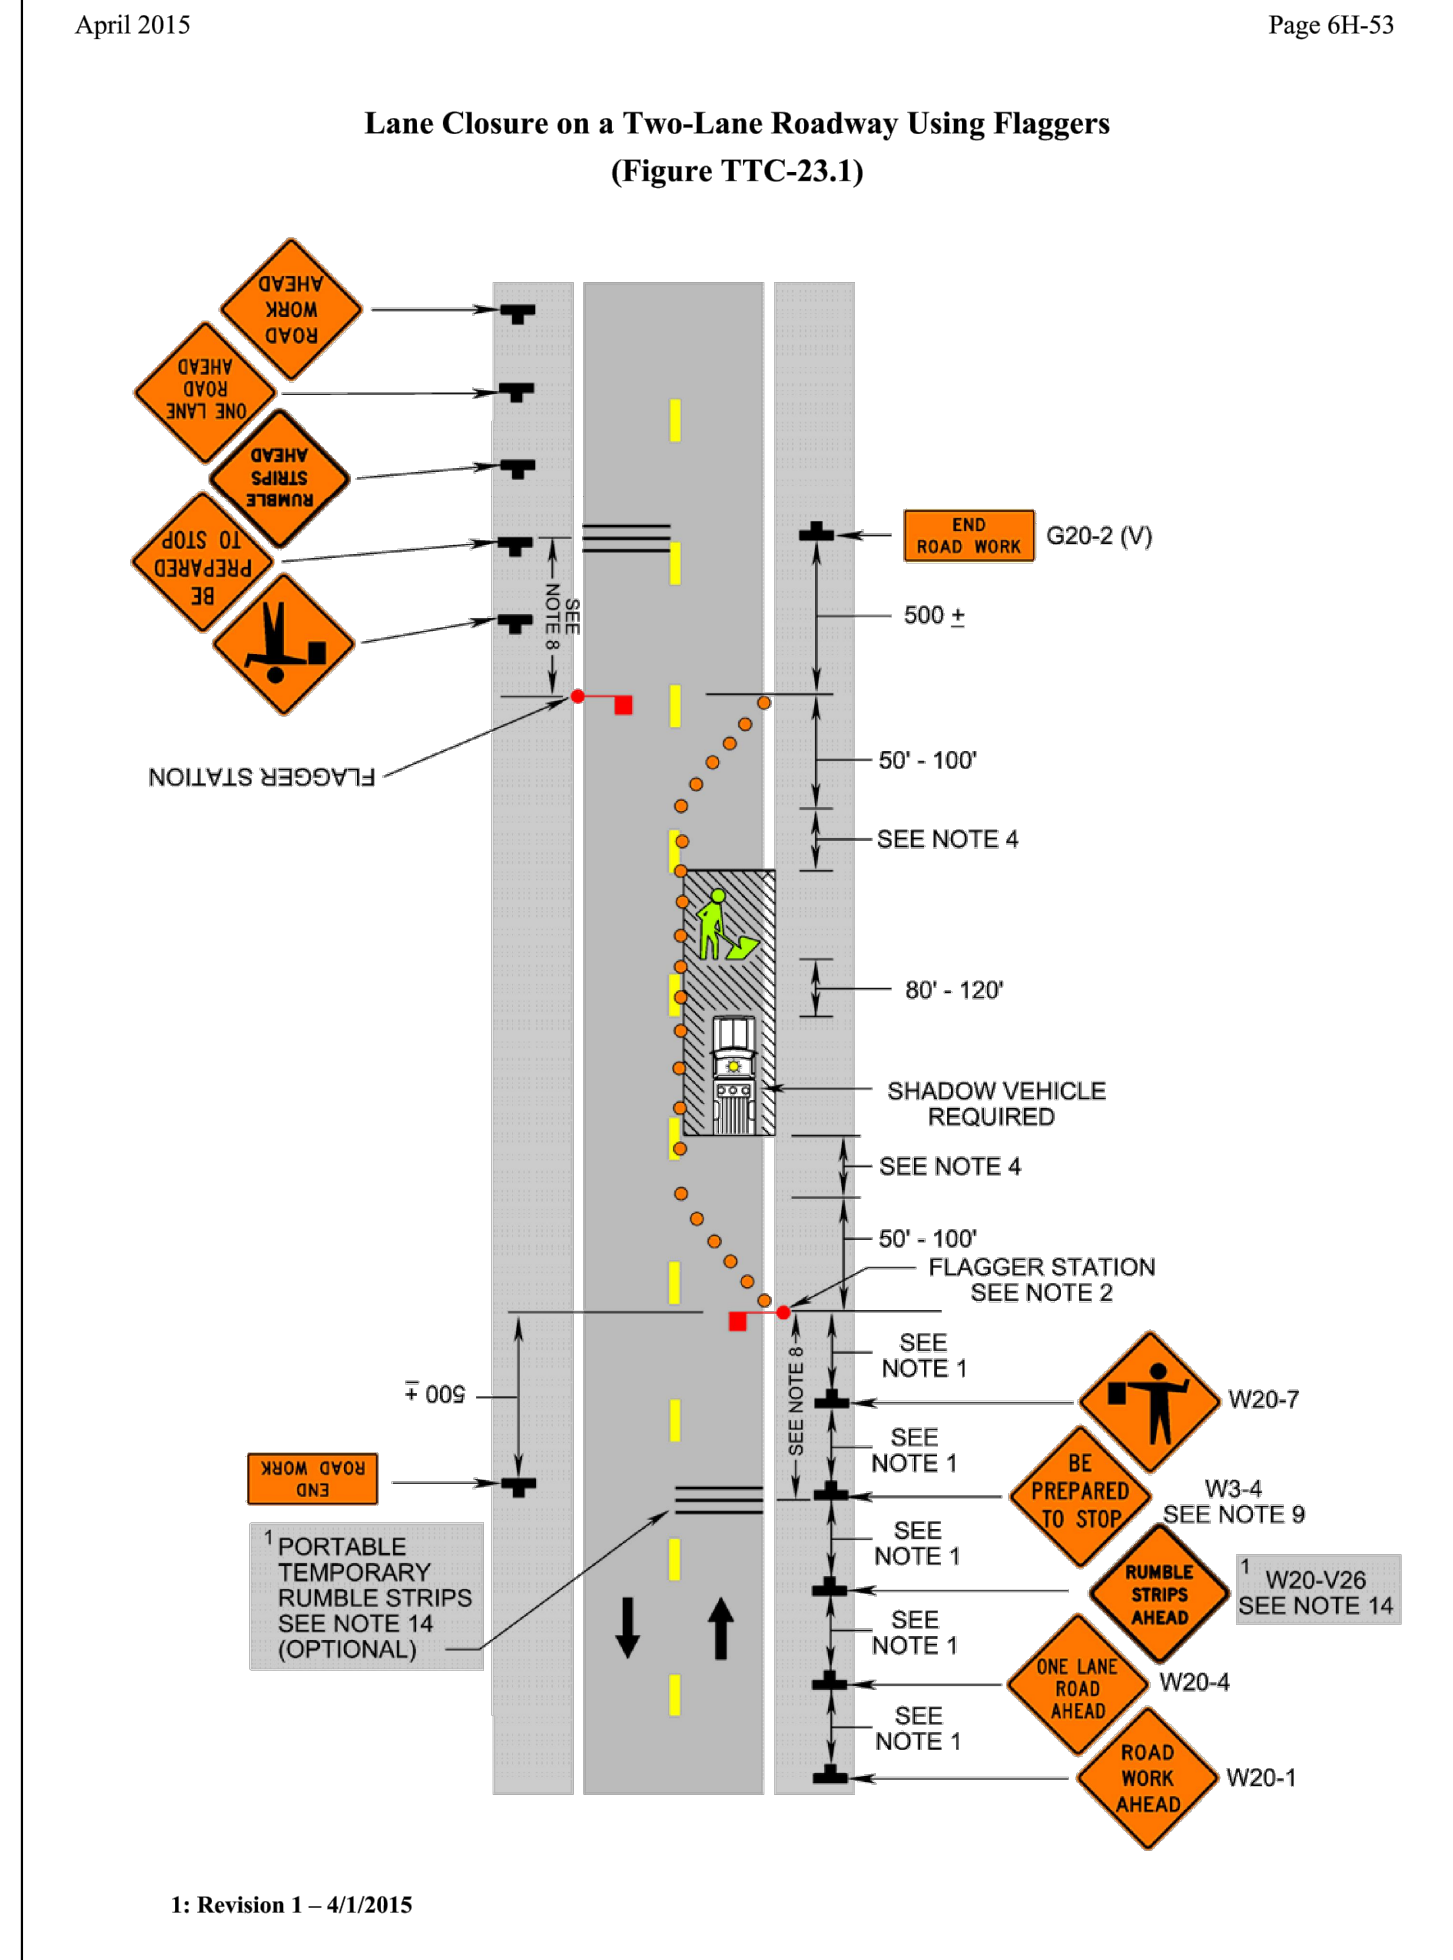 April 2015
Page 6H-53
Lane Closure on a Two-Lane Roadway Using Flaggers
(Figure TTC-23.1)
ROAD
WORK
AHEAD
ONE LANE
ROAD
AHEAD
RUMBLE
STRIPS
AHEAD
BE
PREPARED
TO STOP
SEE
NOTE 8
FLAGGER STATION
END
ROAD WORK
G20-2 (V)
500 ±
50' - 100'
SEE NOTE 4
80' - 120'
SHADOW VEHICLE
REQUIRED
SEE NOTE 4
50' - 100'
FLAGGER STATION
SEE NOTE 2
SEE NOTE 8
SEE
NOTE 1
W20-7
SEE
NOTE 1
BE
PREPARED
TO STOP
W3-4
SEE NOTE 9
SEE
NOTE 1
RUMBLE
STRIPS
AHEAD
1 W20-V26
SEE NOTE 14
SEE
NOTE 1
ONE LANE
ROAD
AHEAD
W20-4
SEE
NOTE 1
ROAD
WORK
AHEAD
W20-1
500 ±
END
ROAD WORK
1 PORTABLE
TEMPORARY
RUMBLE STRIPS
SEE NOTE 14
(OPTIONAL)
1: Revision 1 – 4/1/2015